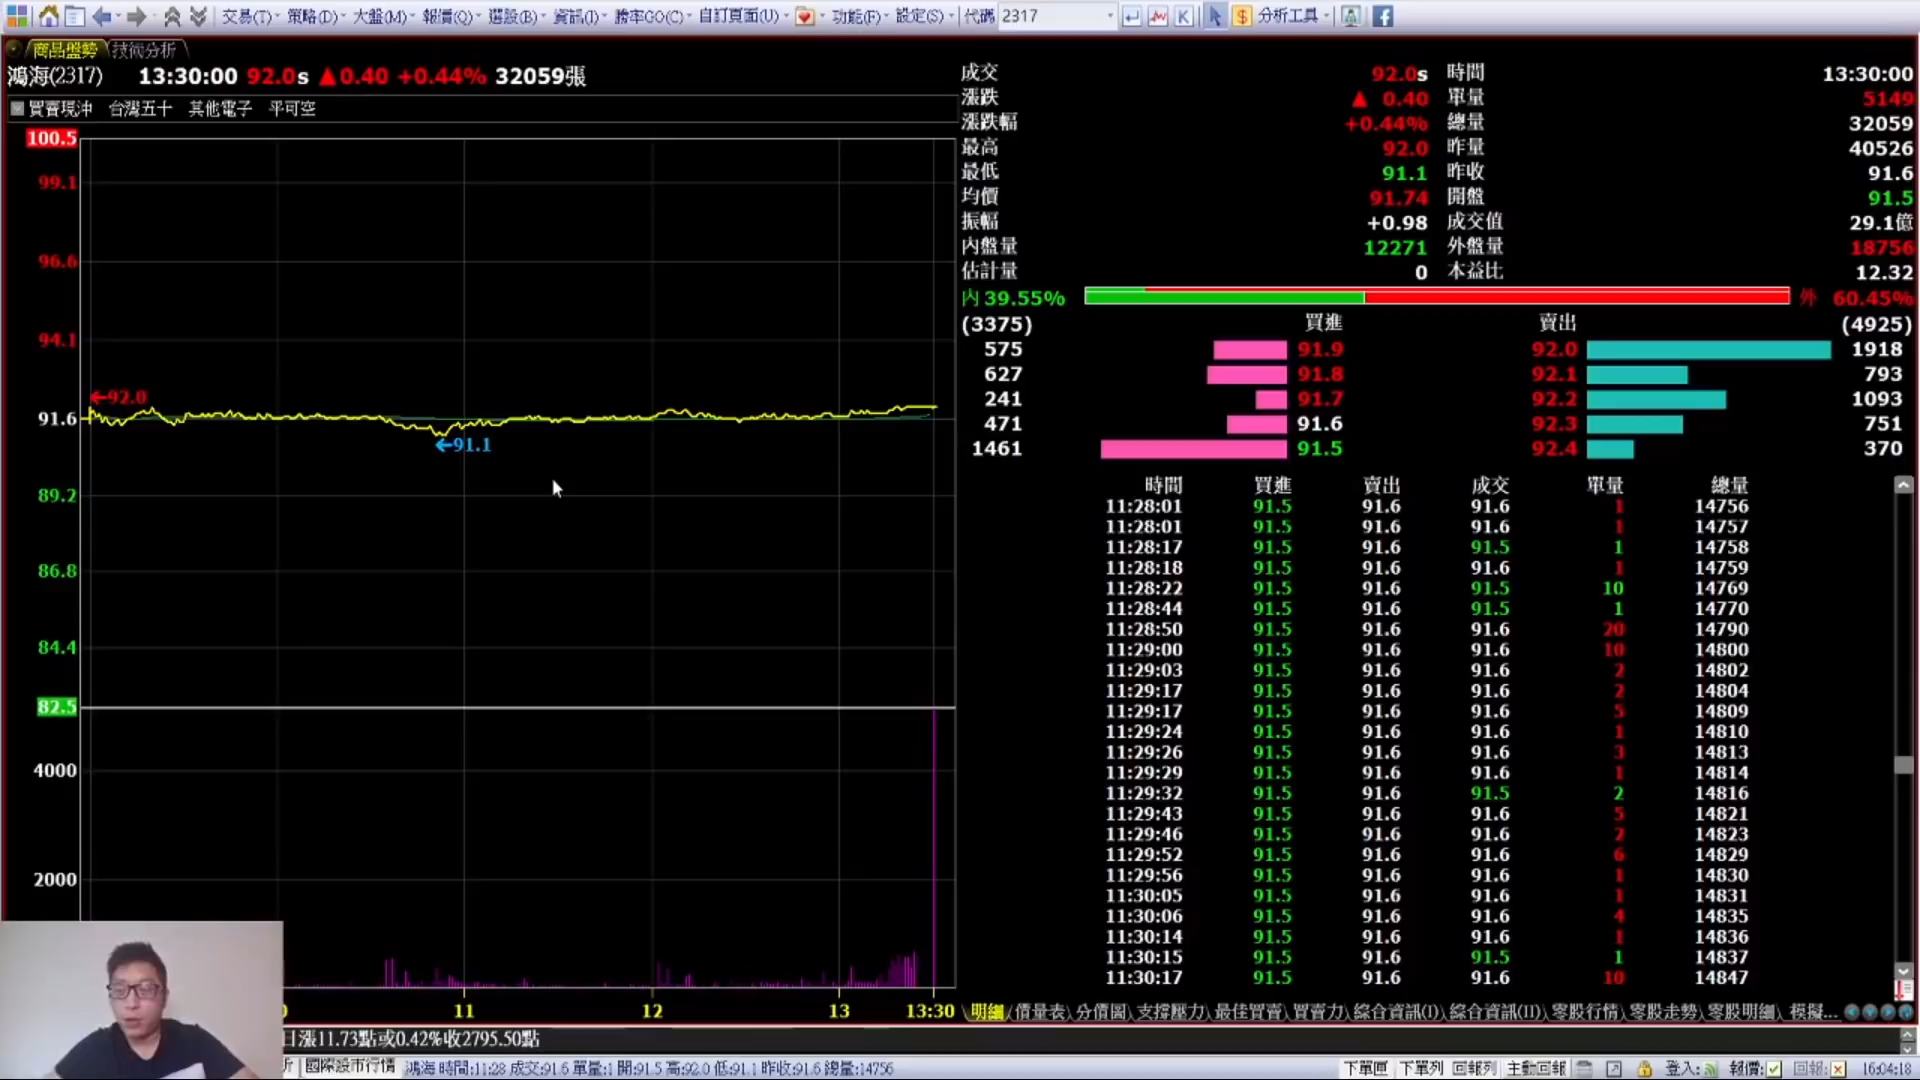 交易(T) 策略(D) 大盤(M) 報價(Q) 選股(B) 資訊(I) 勝率GO(C) 自訂頁面(U) 功能(F) 設定(S) 代碼 2317 K $ 分析工具
商品盤勢 技術分析
鴻海(2317) 13:30:00 92.0s ▲0.40 +0.44% 32059張
買賣現沖 台灣五十 其他電子 平可空
100.5
99.1
96.6
94.1
←92.0
91.6
←91.1
89.2
86.8
84.4
82.5
4000
2000
11 12 13 13:30
成交 92.0s 時間 13:30:00
漲跌 ▲ 0.40 單量 5149
漲跌幅 +0.44% 總量 32059
最高 92.0 昨量 40526
最低 91.1 昨收 91.6
均價 91.74 開盤 91.5
振幅 +0.98 成交值 29.1億
內盤量 12271 外盤量 18756
估計量 0 本益比 12.32
內 39.55% 外 60.45%
(3375) 買進 賣出 (4925)
575 91.9 92.0 1918
627 91.8 92.1 793
241 91.7 92.2 1093
471 91.6 92.3 751
1461 91.5 92.4 370
時間 買進 賣出 成交 單量 總量
11:28:01 91.5 91.6 91.6 1 14756
11:28:01 91.5 91.6 91.6 1 14757
11:28:17 91.5 91.6 91.5 1 14758
11:28:18 91.5 91.6 91.6 1 14759
11:28:22 91.5 91.6 91.5 10 14769
11:28:44 91.5 91.6 91.5 1 14770
11:28:50 91.5 91.6 91.6 20 14790
11:29:00 91.5 91.6 91.6 10 14800
11:29:03 91.5 91.6 91.6 2 14802
11:29:17 91.5 91.6 91.6 2 14804
11:29:17 91.5 91.6 91.6 5 14809
11:29:24 91.5 91.6 91.6 1 14810
11:29:26 91.5 91.6 91.6 3 14813
11:29:29 91.5 91.6 91.6 1 14814
11:29:32 91.5 91.6 91.5 2 14816
11:29:43 91.5 91.6 91.6 5 14821
11:29:46 91.5 91.6 91.6 2 14823
11:29:52 91.5 91.6 91.6 6 14829
11:29:56 91.5 91.6 91.6 1 14830
11:30:05 91.5 91.6 91.6 1 14831
11:30:06 91.5 91.6 91.6 4 14835
11:30:14 91.5 91.6 91.6 1 14836
11:30:15 91.5 91.6 91.5 1 14837
11:30:17 91.5 91.6 91.6 10 14847
明細 價量表 分價圖 支撐壓力 最佳買賣 買賣力 綜合資訊(I) 綜合資訊(II) 零股行情 零股走勢 零股明細 模擬...
日漲11.73點或0.42%收2795.50點
析 國際股市行情 鴻海 時間:11:28 成交:91.6 單量:1 開:91.5 高:92.0 低:91.1 昨收:91.6 總量:14756 下單匣 下單列 回報列 主動回報 登入: 報價: 回報: 16:04:18